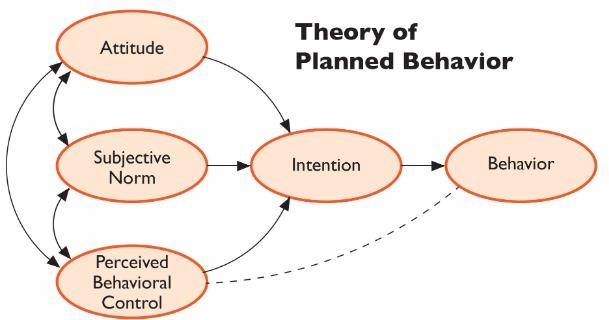 Theory of
Planned Behavior
Attitude
Subjective
Norm
Intention
Behavior
Perceived
Behavioral
Control